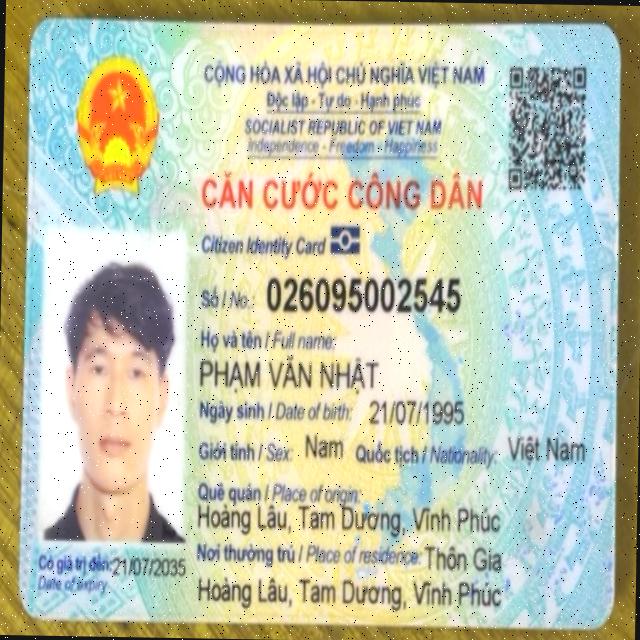 CỘNG HÒA XÃ HỘI CHỦ NGHĨA VIỆT NAM
Độc lập - Tự do - Hạnh phúc
SOCIALIST REPUBLIC OF VIET NAM
Independence - Freedom - Happiness
CĂN CƯỚC CÔNG DÂN
Citizen Identity Card
Số / No.: 026095002545
Họ và tên / Full name:
PHẠM VĂN NHẬT
Ngày sinh / Date of birth: 21/07/1995
Giới tính / Sex: Nam Quốc tịch / Nationality: Việt Nam
Quê quán / Place of origin:
Hoàng Lâu, Tam Dương, Vĩnh Phúc
Nơi thường trú / Place of residence: Thôn Gia
Hoàng Lâu, Tam Dương, Vĩnh Phúc
Có giá trị đến: 21/07/2035
Date of expiry